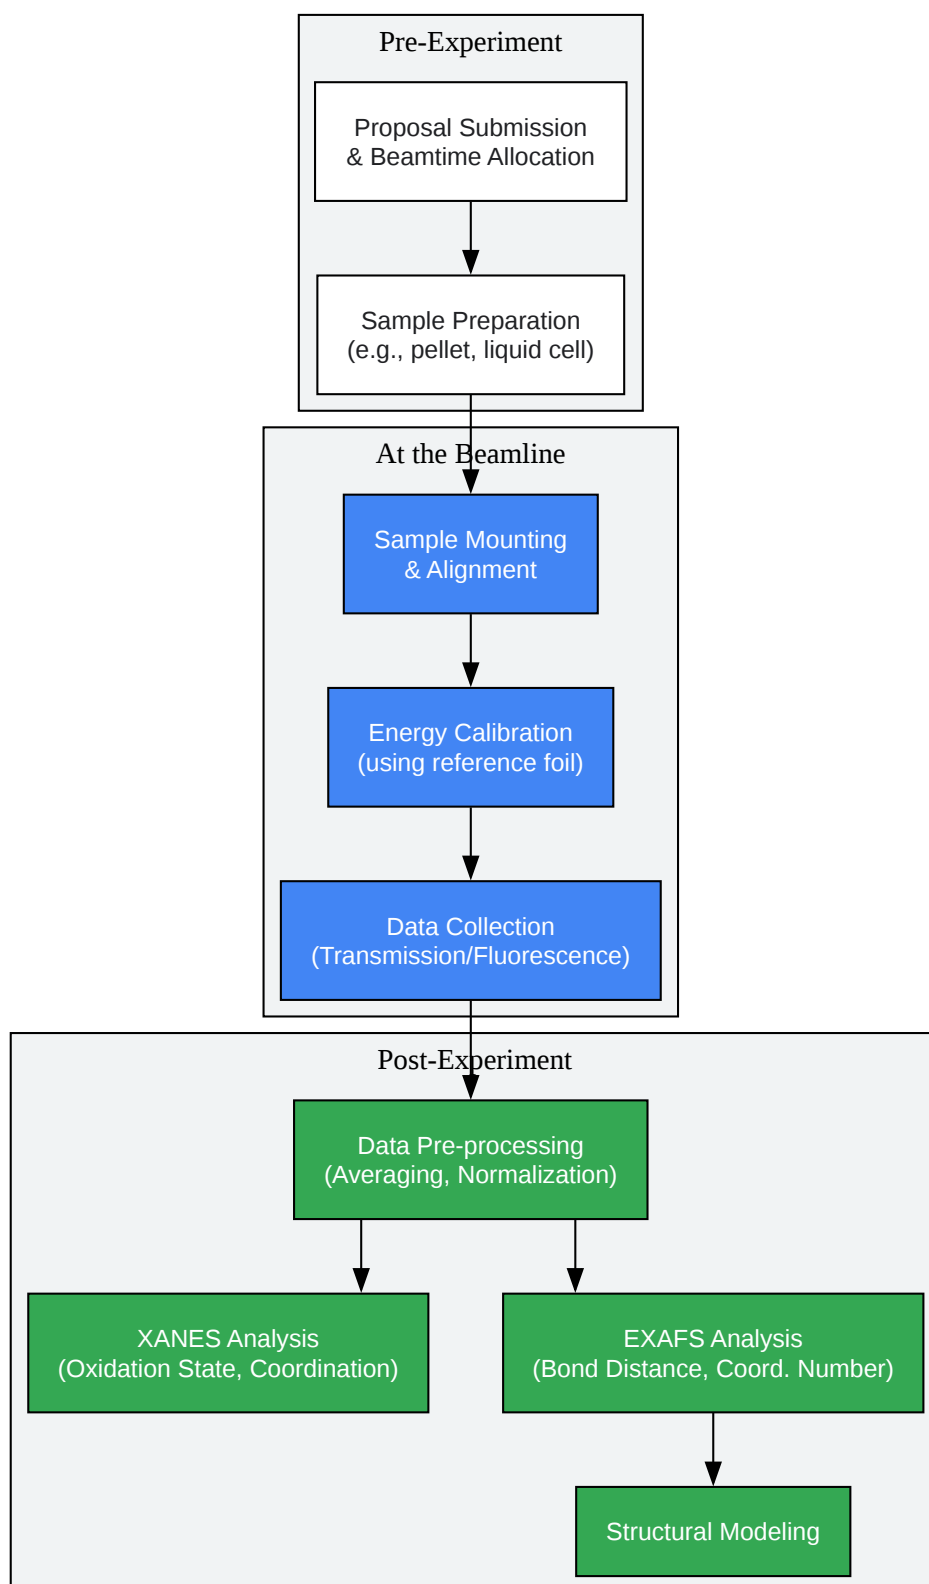 Pre-Experiment
Proposal Submission
& Beamtime Allocation
Sample Preparation
(e.g., pellet, liquid cell)
At the Beamline
Sample Mounting
& Alignment
Energy Calibration
(using reference foil)
Data Collection
(Transmission/Fluorescence)
Post-Experiment
Data Pre-processing
(Averaging, Normalization)
XANES Analysis
(Oxidation State, Coordination)
EXAFS Analysis
(Bond Distance, Coord. Number)
Structural Modeling